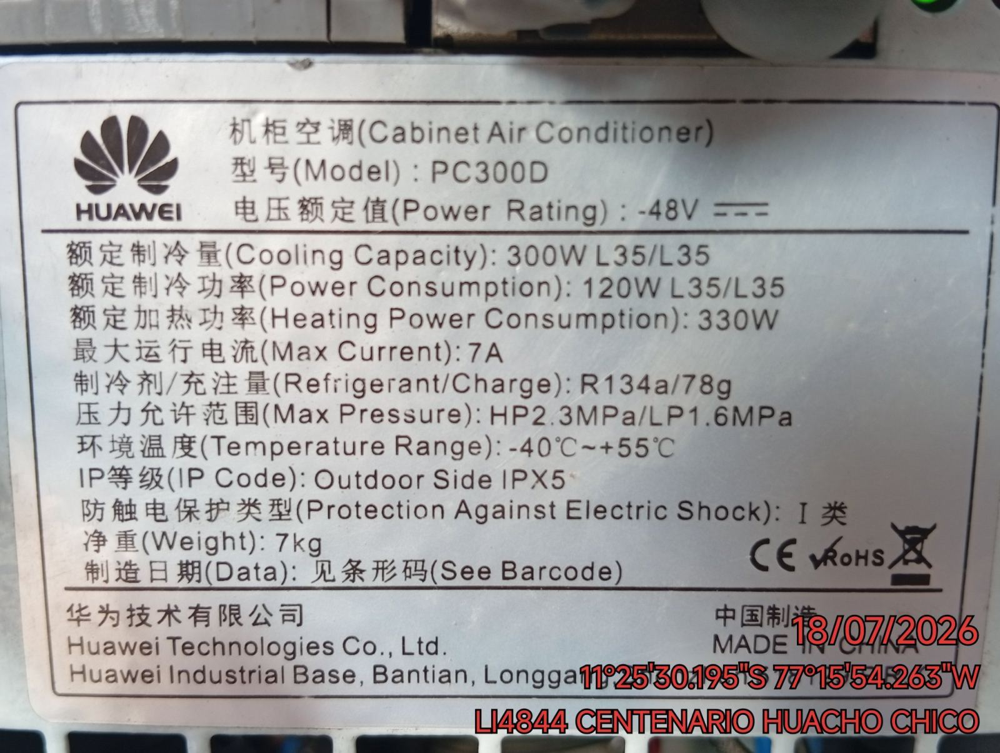 HUAWEI
机柜空调(Cabinet Air Conditioner)
型号(Model) : PC300D
电压额定值(Power Rating) : -48V
额定制冷量(Cooling Capacity): 300W L35/L35
额定制冷功率(Power Consumption): 120W L35/L35
额定加热功率(Heating Power Consumption): 330W
最大运行电流(Max Current): 7A
制冷剂/充注量(Refrigerant/Charge): R134a/78g
压力允许范围(Max Pressure): HP2.3MPa/LP1.6MPa
环境温度(Temperature Range): -40℃~+55℃
IP等级(IP Code): Outdoor Side IPX5
防触电保护类型(Protection Against Electric Shock): I 类
净重(Weight): 7kg
制造日期(Data): 见条形码(See Barcode)
CE RoHS
华为技术有限公司
中国制造
Huawei Technologies Co., Ltd.
MADE IN CHINA
Huawei Industrial Base, Bantian, Longgang,
18/07/2026
11°25'30.195"S 77°15'54.263"W
LI4844 CENTENARIO HUACHO CHICO